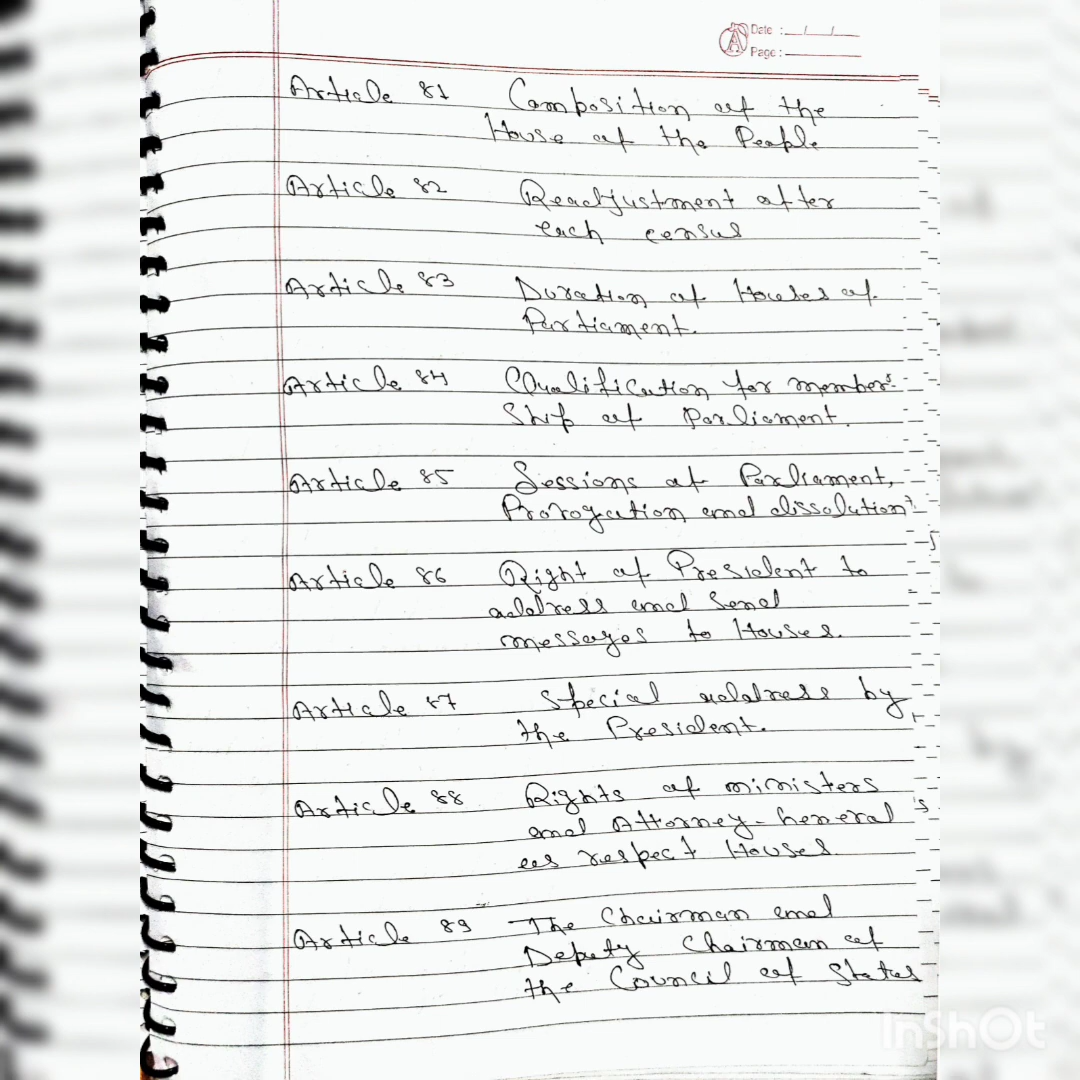 Date : __/__/__
Page :
Article 81 Composition of the
House of the People
Article 82 Readjustment after
each census
Article 83 Duration of Houses of
Partiament.
Article 84 Qualification for member
Ship of Parliament.
Article 85 Sessions of Parliament,
Prorogation and dissolution
Article 86 Right of President to
address and Send
messages to Houses.
Article 87 Special address by
the President.
Article 88 Rights of ministers
and Attorney-General
as respect Houses
Article 89 The Chairman and
Deputy Chairman of
the Council of States
InShOt